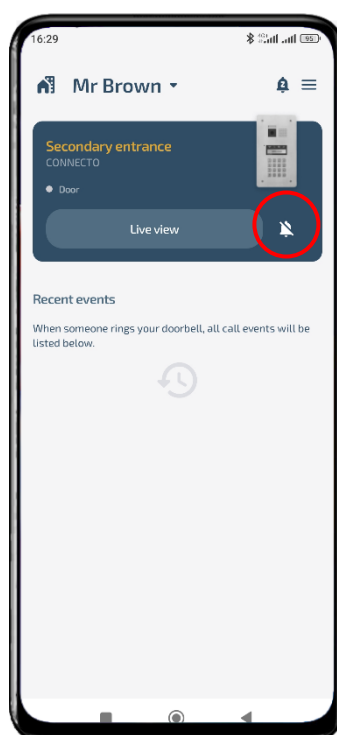 16:29
95
Mr Brown
Secondary entrance
CONNECTO
Door
Live view
Recent events
When someone rings your doorbell, all call events will be
listed below.